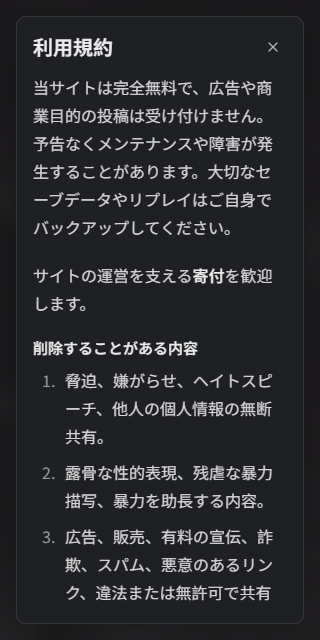 利用規約
当サイトは完全無料で、広告や商
業目的の投稿は受け付けません。
予告なくメンテナンスや障害が発
生することがあります。大切なセ
ーブデータやリプレイはご自身で
バックアップしてください。
サイトの運営を支える寄付を歓迎
します。
削除することがある内容
1. 脅迫、嫌がらせ、ヘイトスピ
ーチ、他人の個人情報の無断
共有。
2. 露骨な性的表現、残虐な暴力
描写、暴力を助長する内容。
3. 広告、販売、有料の宣伝、詐
欺、スパム、悪意のあるリン
ク、違法または無許可で共有